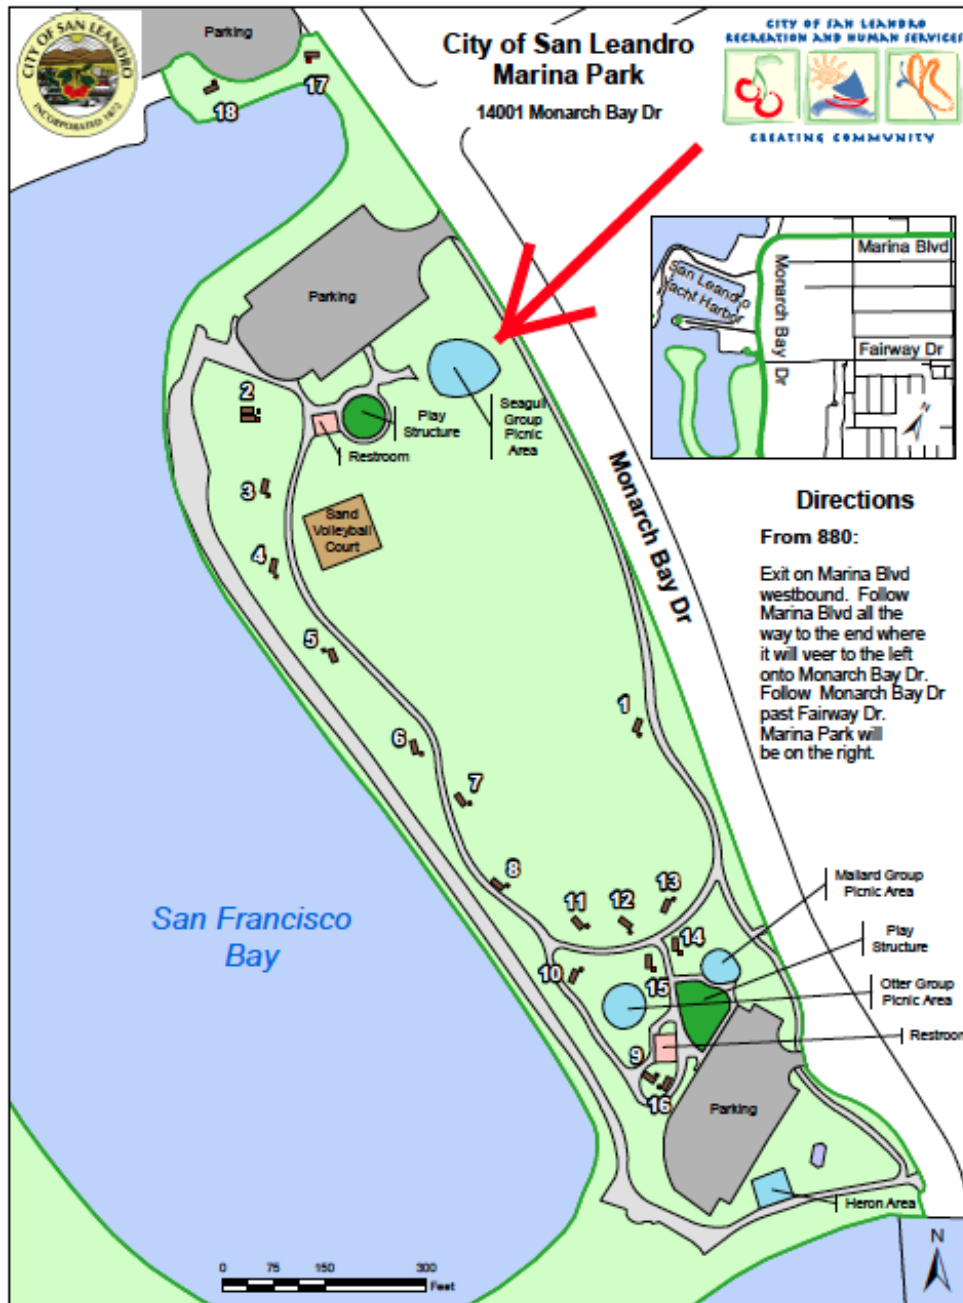 CITY OF SAN LEANDRO
INCORPORATED 1872
Parking
17
18
City of San Leandro
Marina Park
14001 Monarch Bay Dr
CITY OF SAN LEANDRO
RECREATION AND HUMAN SERVICES
CREATING COMMUNITY
Marina Blvd
San Leandro
Yacht Harbor
Monarch Bay Dr
Fairway Dr
N
Parking
2
Play
Structure
Seagull
Group
Picnic
Area
Restroom
3
Sand
Volleyball
Court
4
5
Monarch Bay Dr
Directions
From 880:
Exit on Marina Blvd
westbound. Follow
Marina Blvd all the
way to the end where
it will veer to the left
onto Monarch Bay Dr.
Follow Monarch Bay Dr
past Fairway Dr.
Marina Park will
be on the right.
1
6
7
8
11
12
13
14
10
15
9
16
Mallard Group
Picnic Area
Play
Structure
Otter Group
Picnic Area
Restroom
San Francisco
Bay
Parking
Heron Area
N
0 75 150 300
Feet